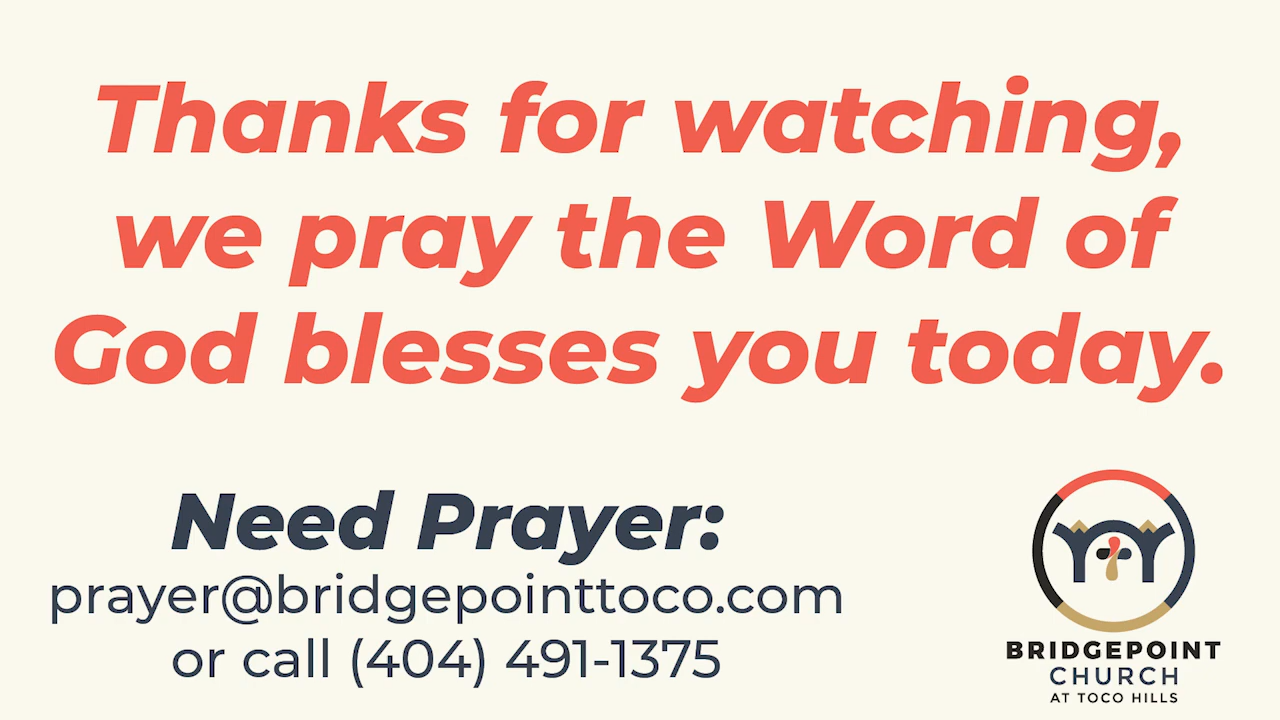 Thanks for watching,
we pray the Word of
God blesses you today.
Need Prayer:
prayer@bridgepointtoco.com
or call (404) 491-1375
BRIDGEPOINT
CHURCH
AT TOCO HILLS